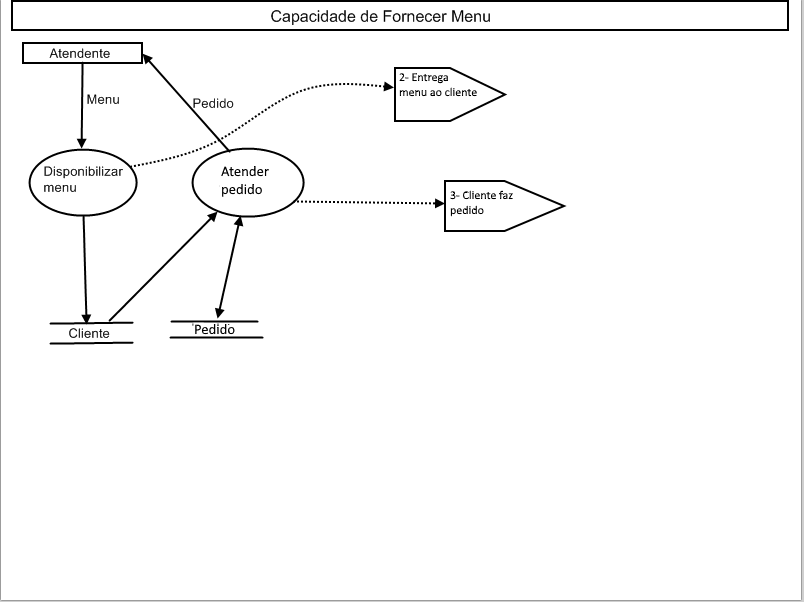 Capacidade de Fornecer Menu
Atendente
Menu
Pedido
2- Entrega
menu ao cliente
Disponibilizar
menu
Atender
pedido
3- Cliente faz
pedido
Cliente
Pedido